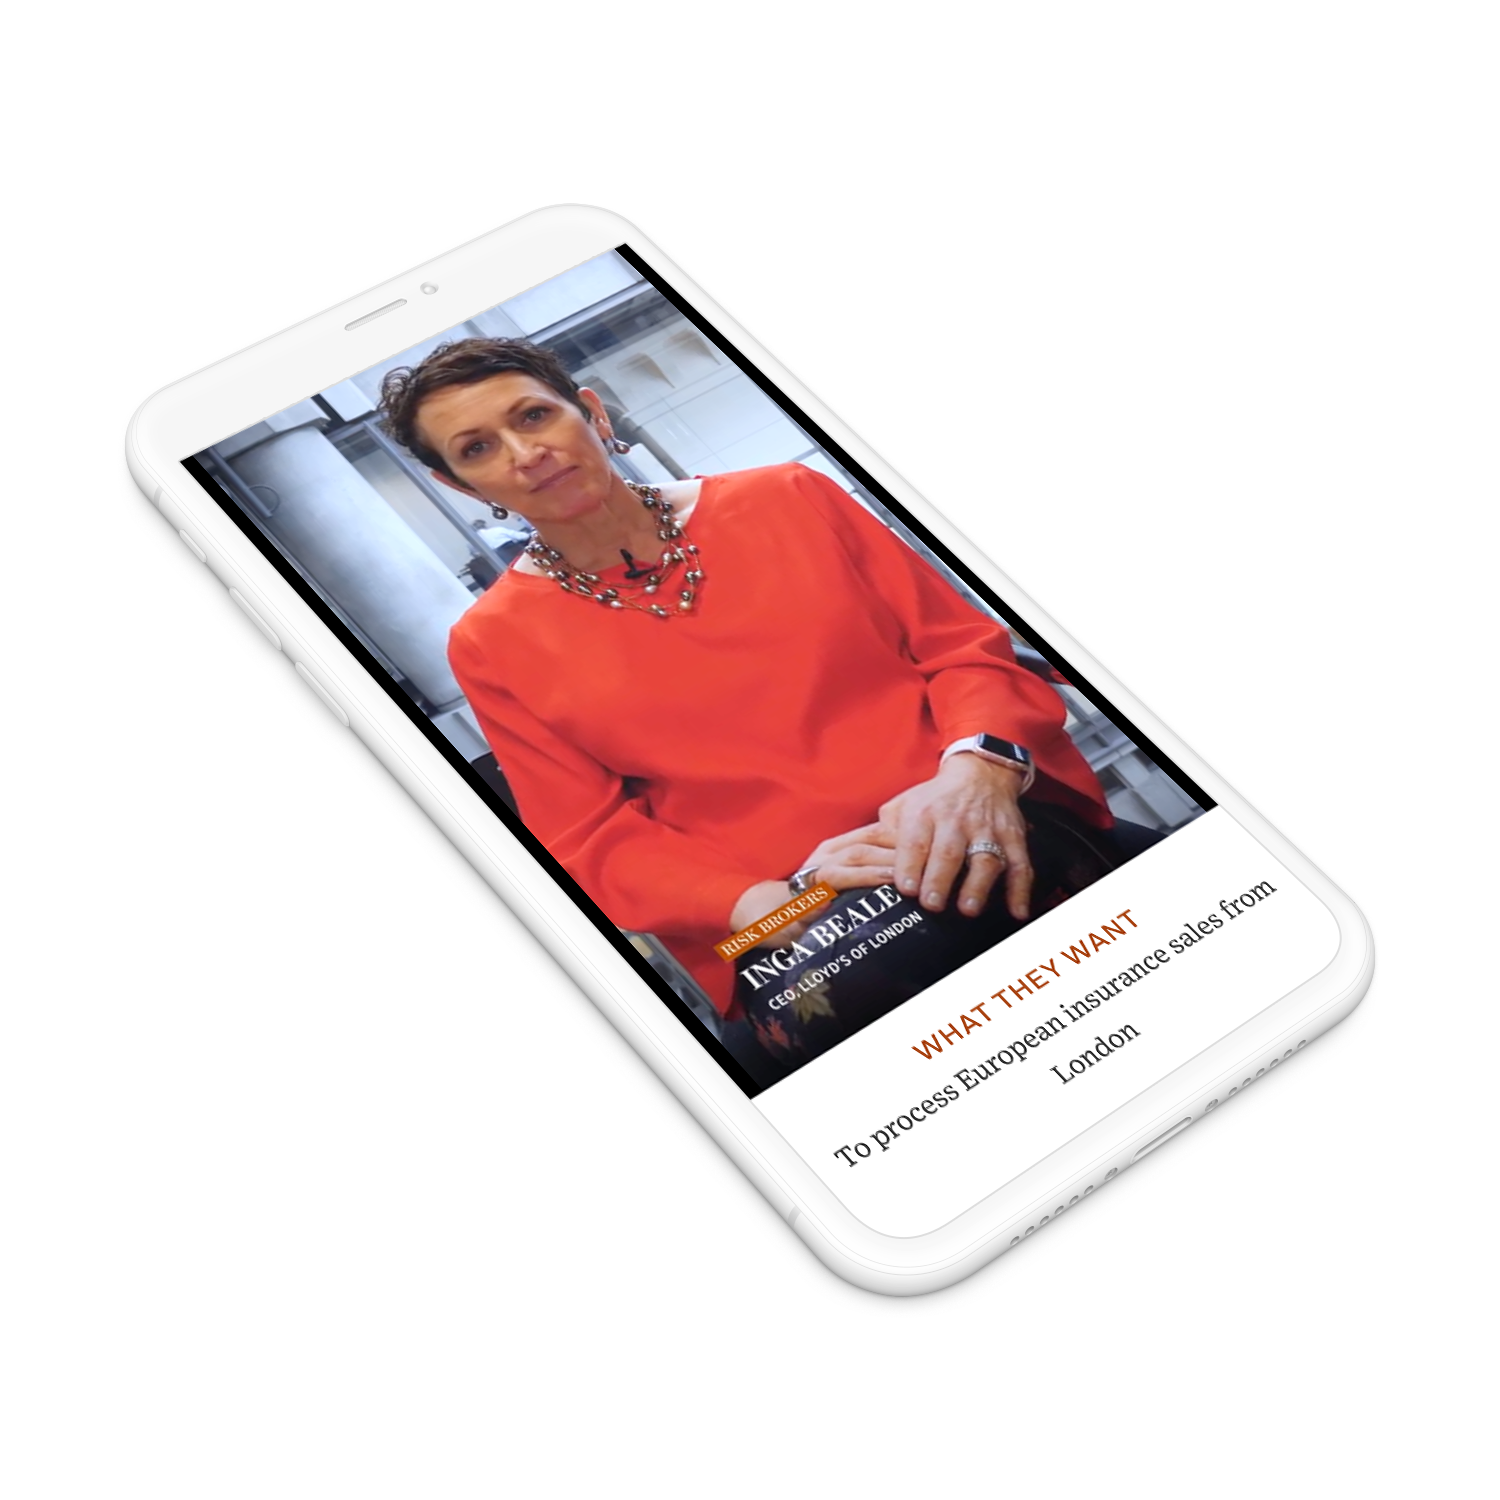 RISK BROKERS
INGA BEALE
CEO, LLOYD'S OF LONDON
WHAT THEY WANT
To process European insurance sales from
London